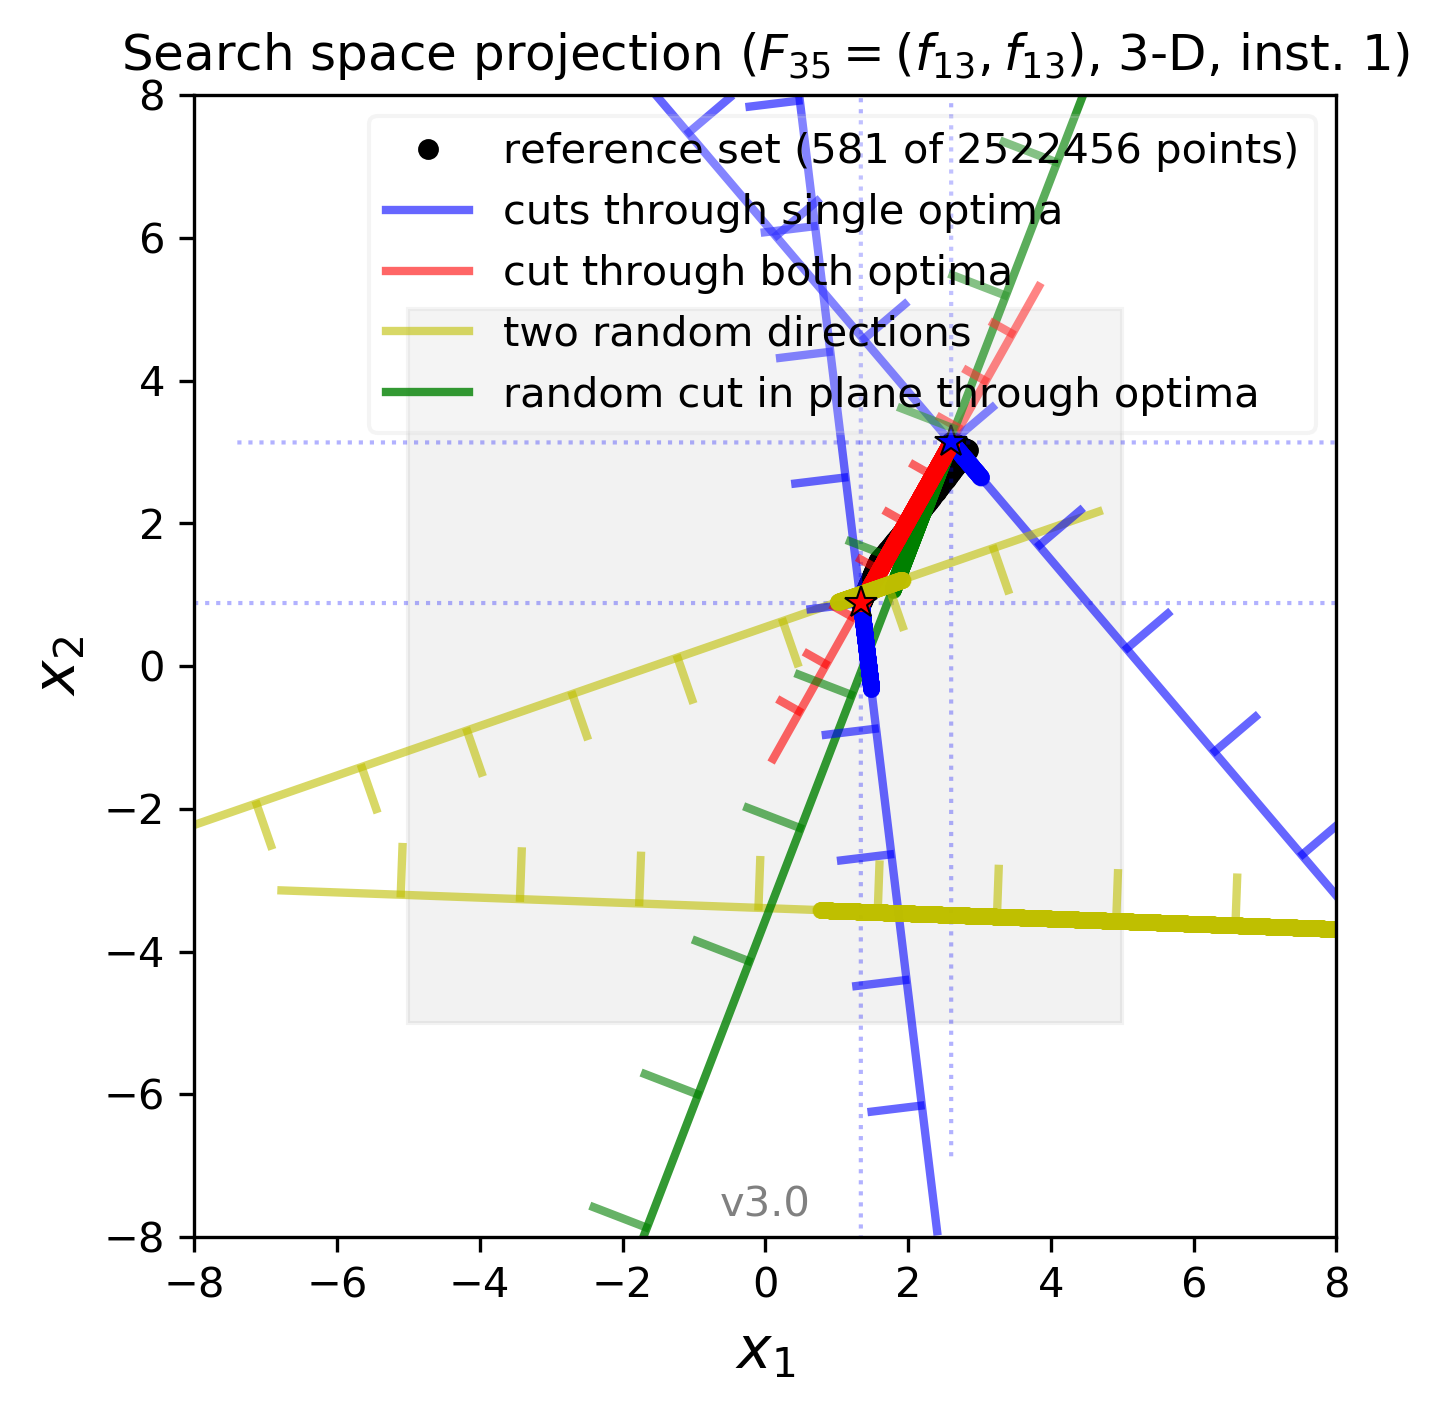 Search space projection (F₃₅ = (f₁₃, f₁₃), 3-D, inst. 1)
reference set (581 of 2522456 points)
cuts through single optima
cut through both optima
two random directions
random cut in plane through optima
8
6
4
2
0
−2
−4
−6
−8
x₂
v3.0
−8 −6 −4 −2 0 2 4 6 8
x₁